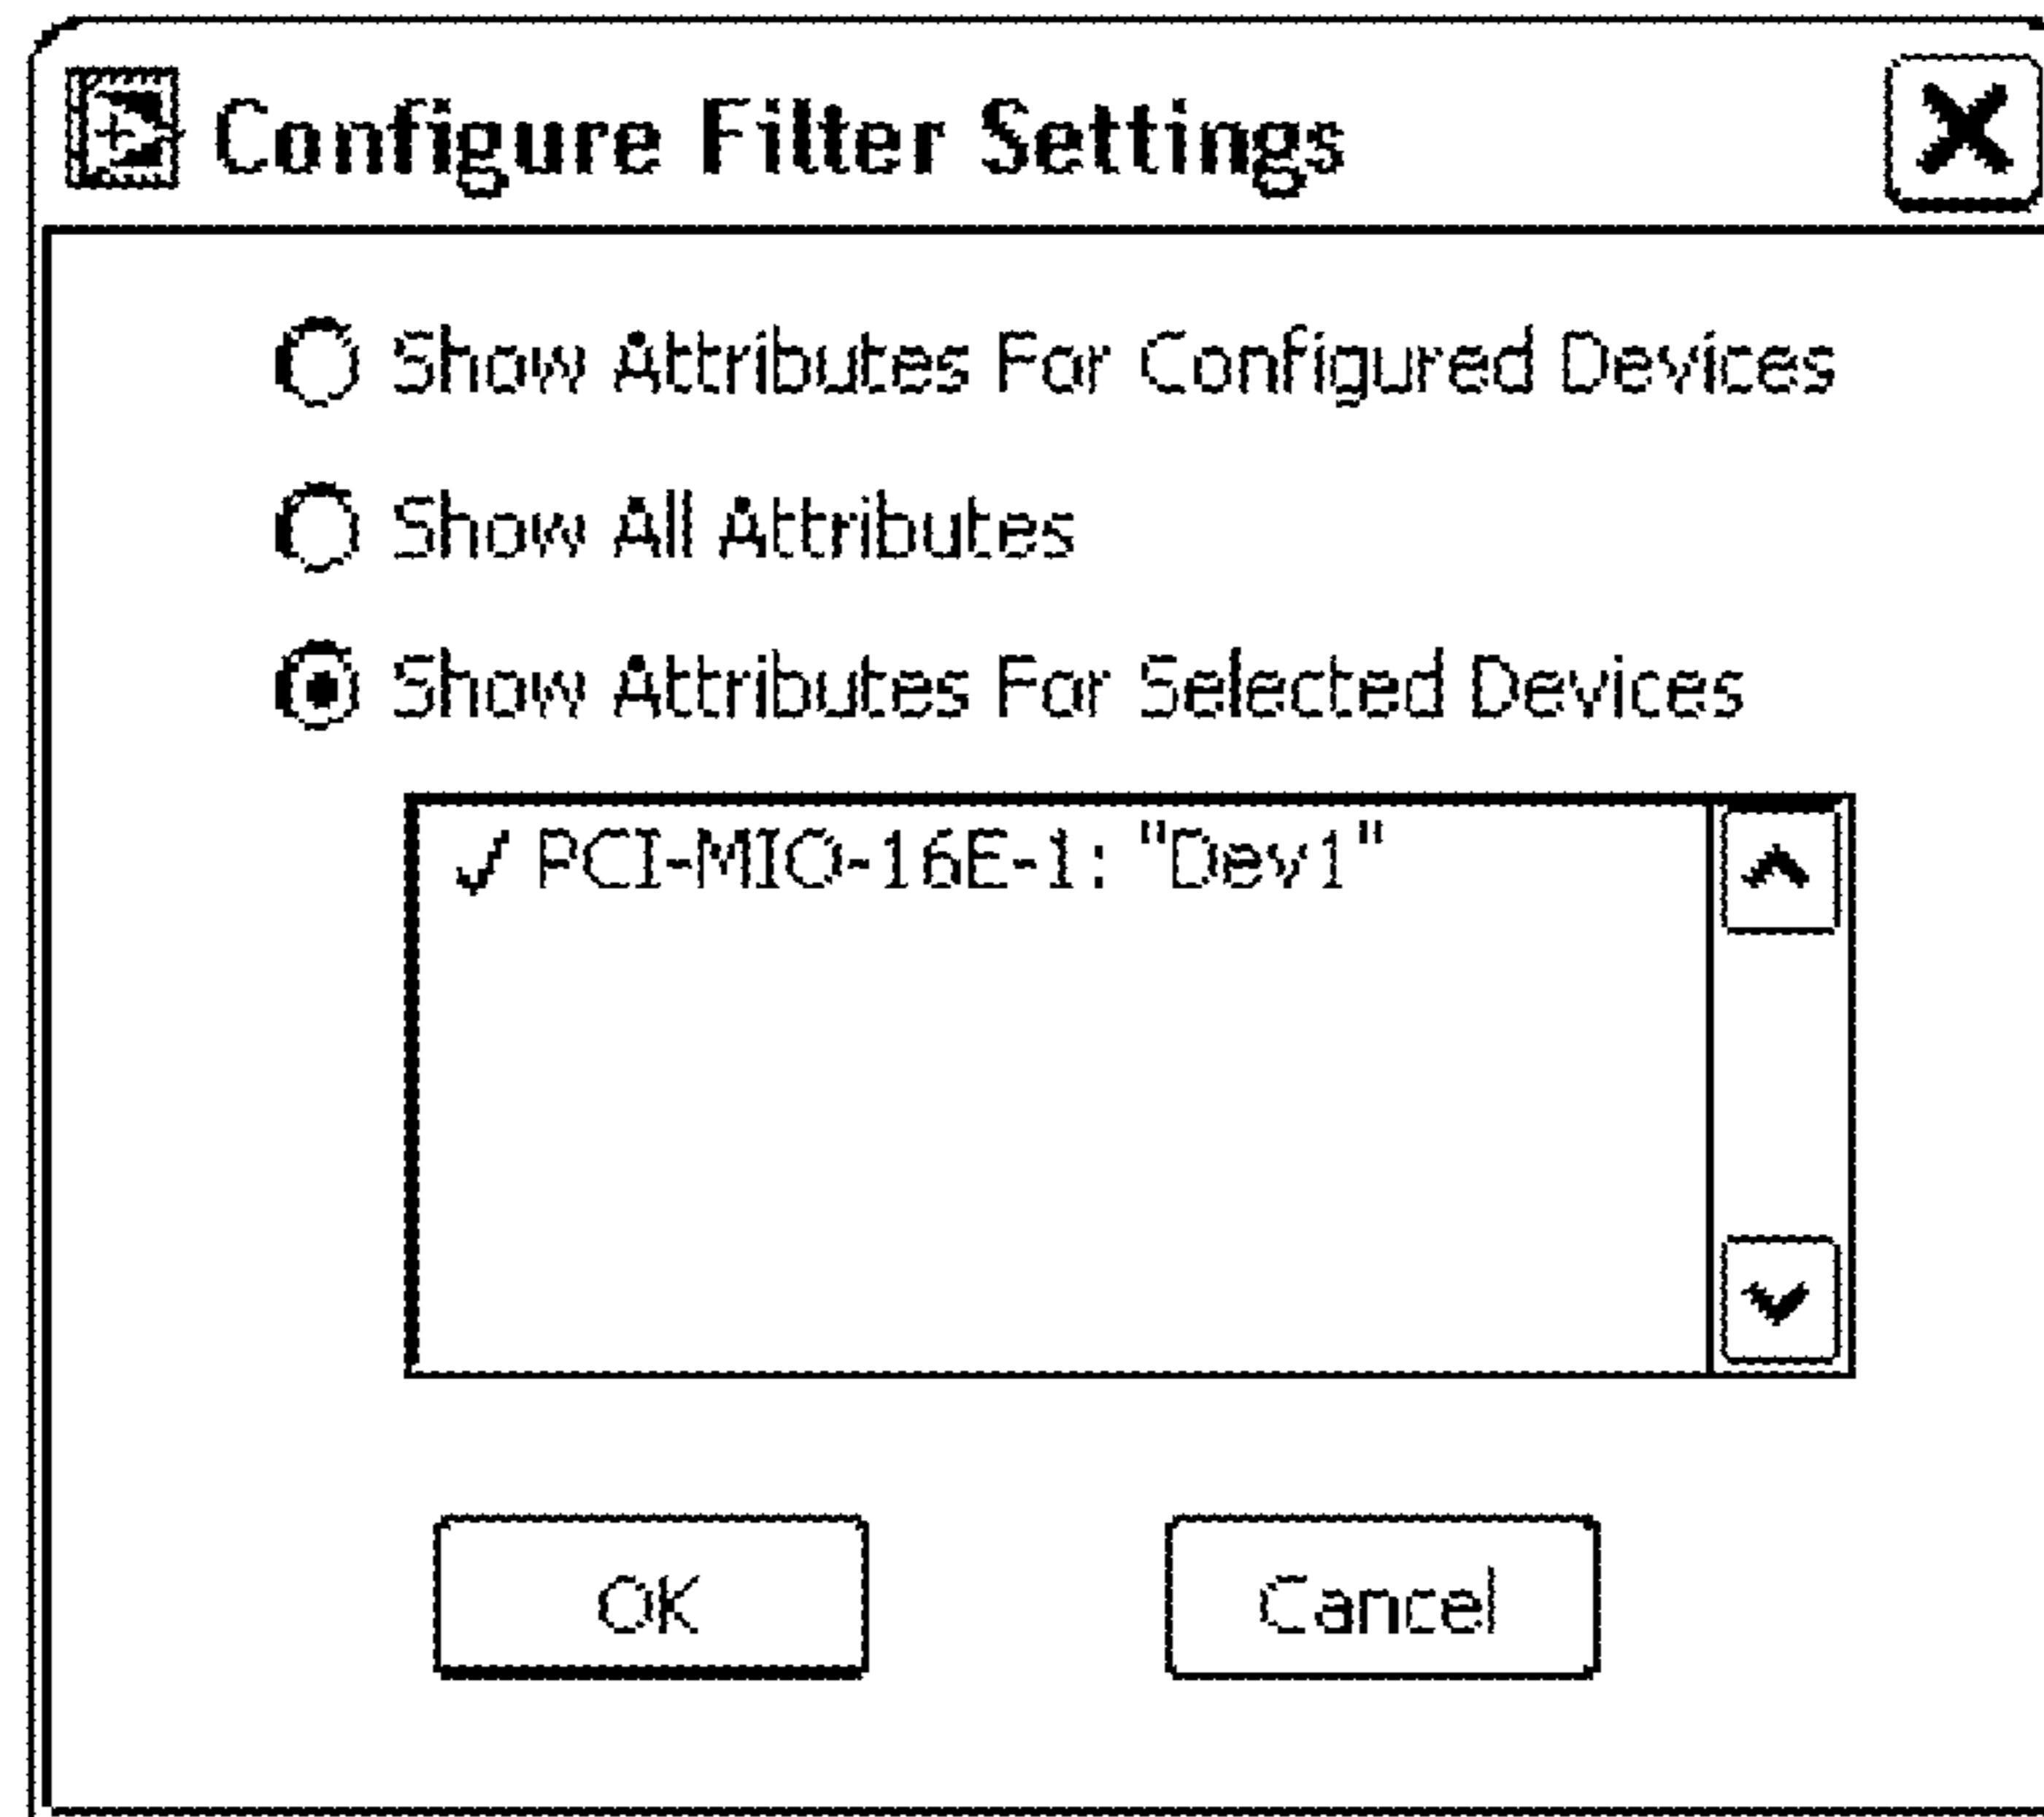 Configure Filter Settings
Show Attributes For Configured Devices
Show All Attributes
Show Attributes For Selected Devices
✓ PCI-MIO-16E-1: "Dev1"
OK
Cancel